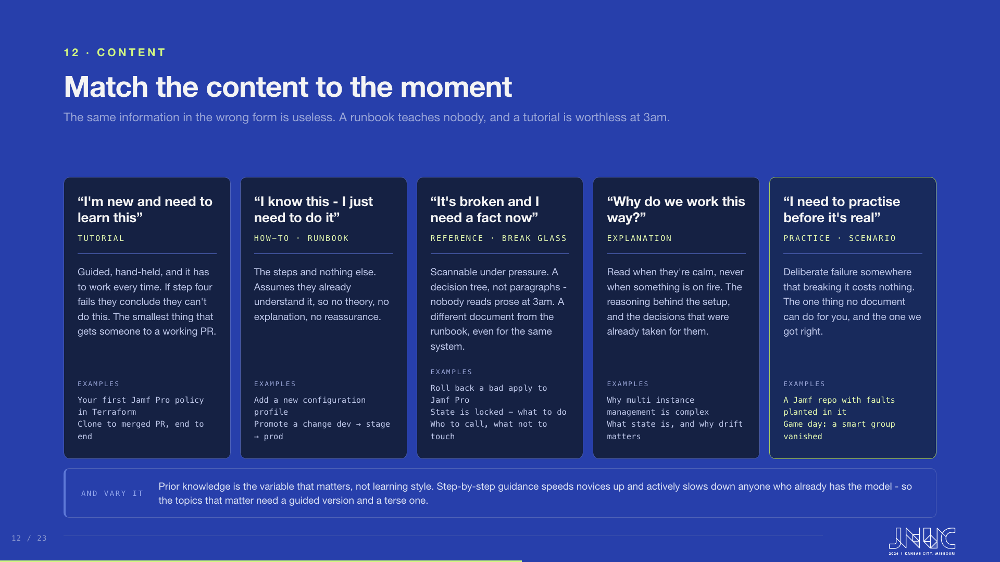 12 · CONTENT
Match the content to the moment
The same information in the wrong form is useless. A runbook teaches nobody, and a tutorial is worthless at 3am.
“I'm new and need to
learn this”
TUTORIAL
Guided, hand-held, and it has
to work every time. If step four
fails they conclude they can't
do this. The smallest thing that
gets someone to a working PR.
EXAMPLES
Your first Jamf Pro policy
in Terraform
Clone to merged PR, end to
end
“I know this - I just
need to do it”
HOW-TO · RUNBOOK
The steps and nothing else.
Assumes they already
understand it, so no theory, no
explanation, no reassurance.
EXAMPLES
Add a new configuration
profile
Promote a change dev → stage
→ prod
“It's broken and I
need a fact now”
REFERENCE · BREAK GLASS
Scannable under pressure. A
decision tree, not paragraphs -
nobody reads prose at 3am. A
different document from the
runbook, even for the same
system.
EXAMPLES
Roll back a bad apply to
Jamf Pro
State is locked - what to do
Who to call, what not to
touch
“Why do we work this
way?”
EXPLANATION
Read when they're calm, never
when something is on fire. The
reasoning behind the setup,
and the decisions that were
already taken for them.
EXAMPLES
Why multi instance
management is complex
What state is, and why drift
matters
“I need to practise
before it's real”
PRACTICE · SCENARIO
Deliberate failure somewhere
that breaking it costs nothing.
The one thing no document
can do for you, and the one we
got right.
EXAMPLES
A Jamf repo with faults
planted in it
Game day: a smart group
vanished
AND VARY IT
Prior knowledge is the variable that matters, not learning style. Step-by-step guidance speeds novices up and actively slows down anyone who already has the model - so
the topics that matter need a guided version and a terse one.
12 / 23
JNUC
2026 | KANSAS CITY, MISSOURI